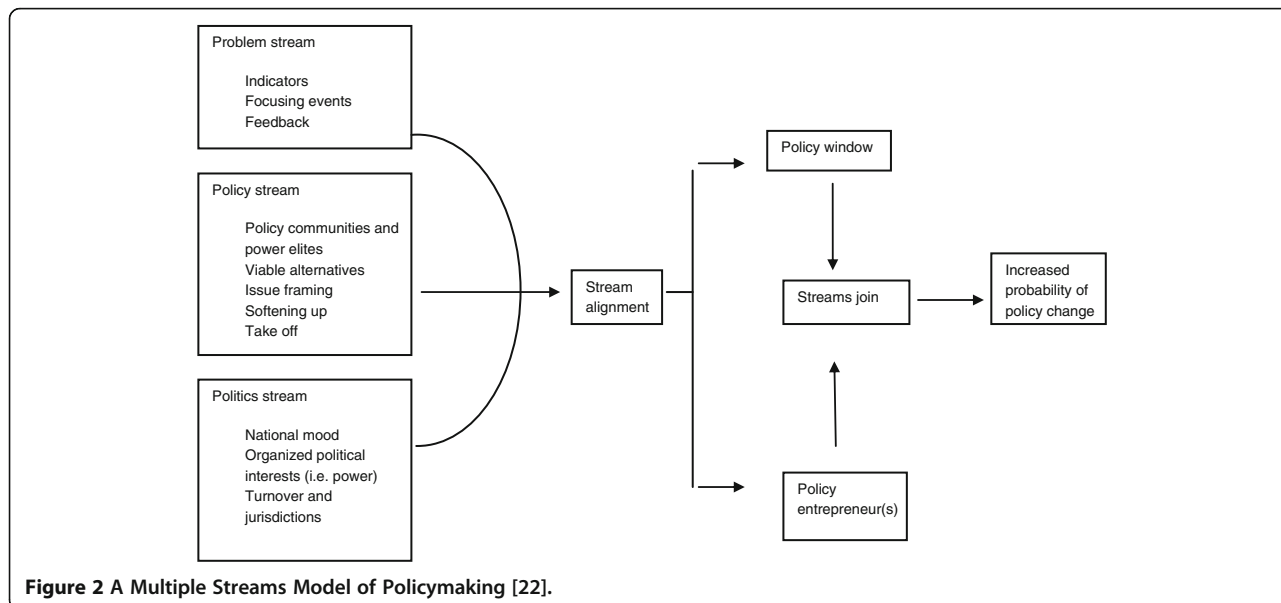 Problem stream
Indicators
Focusing events
Feedback
Policy stream
Policy communities and
power elites
Viable alternatives
Issue framing
Softening up
Take off
Politics stream
National mood
Organized political
interests (i.e. power)
Turnover and
jurisdictions
Stream
alignment
Policy window
Streams join
Policy
entrepreneur(s)
Increased
probability of
policy change
Figure 2 A Multiple Streams Model of Policymaking [22].